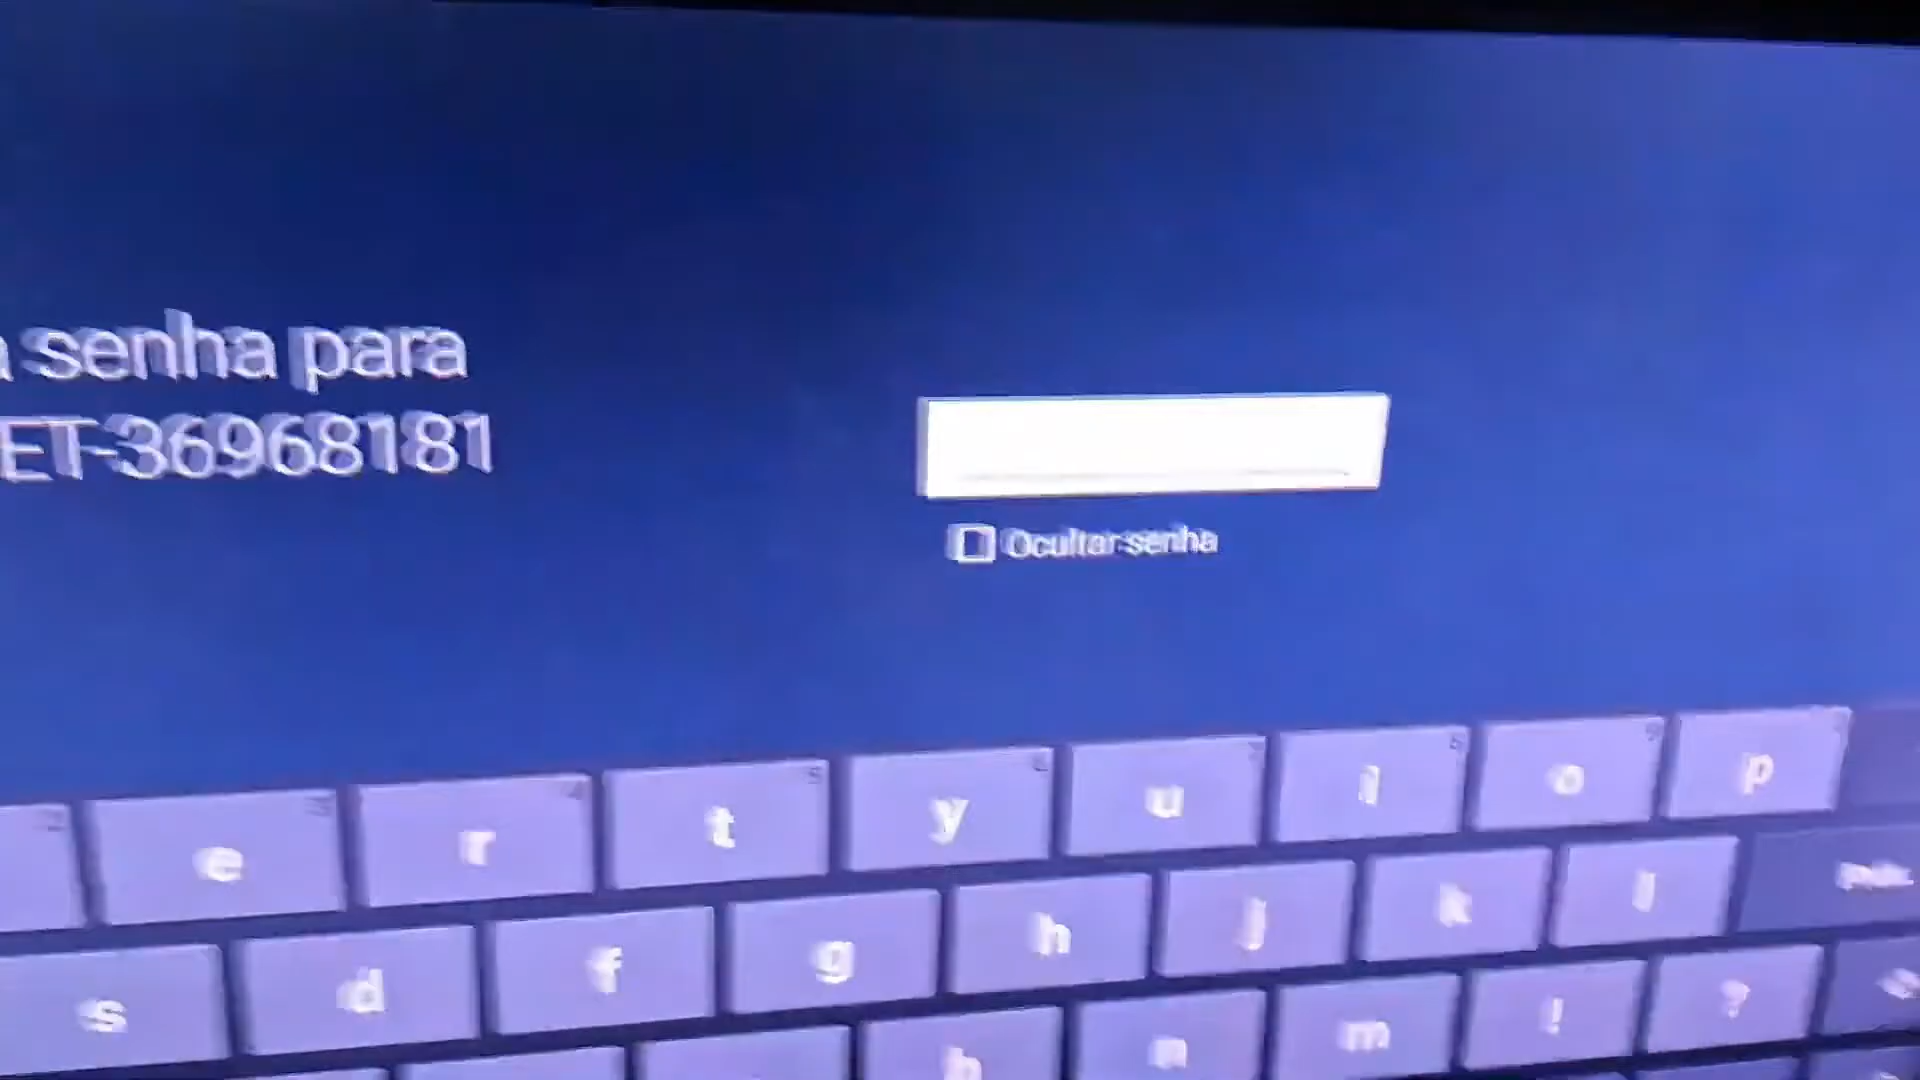 a senha para
ET-36968181
Ocultar senha
e r t y u i o p
s d f g h j k l
b n m ! ?